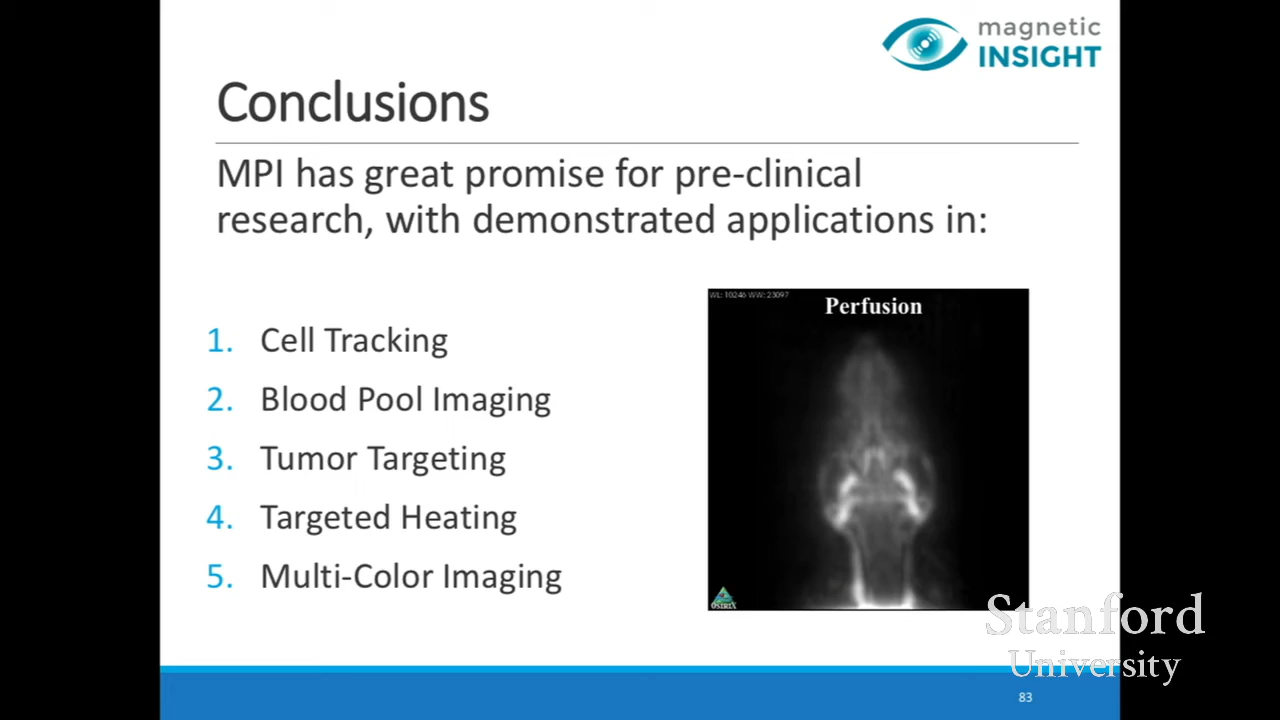 magnetic
INSIGHT
Conclusions
MPI has great promise for pre-clinical
research, with demonstrated applications in:
1. Cell Tracking
2. Blood Pool Imaging
3. Tumor Targeting
4. Targeted Heating
5. Multi-Color Imaging
WL: 10246 WW: 23097
Perfusion
OSIRIX
Stanford
University
83